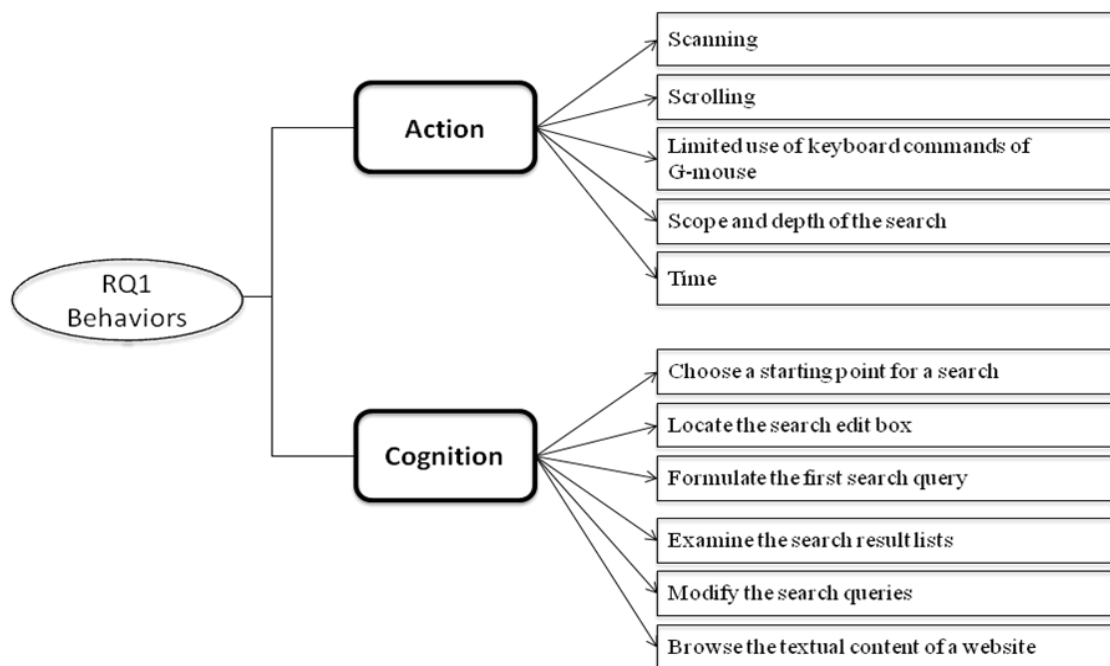 RQ1
Behaviors
Action
Scanning
Scrolling
Limited use of keyboard commands of
G-mouse
Scope and depth of the search
Time
Cognition
Choose a starting point for a search
Locate the search edit box
Formulate the first search query
Examine the search result lists
Modify the search queries
Browse the textual content of a website